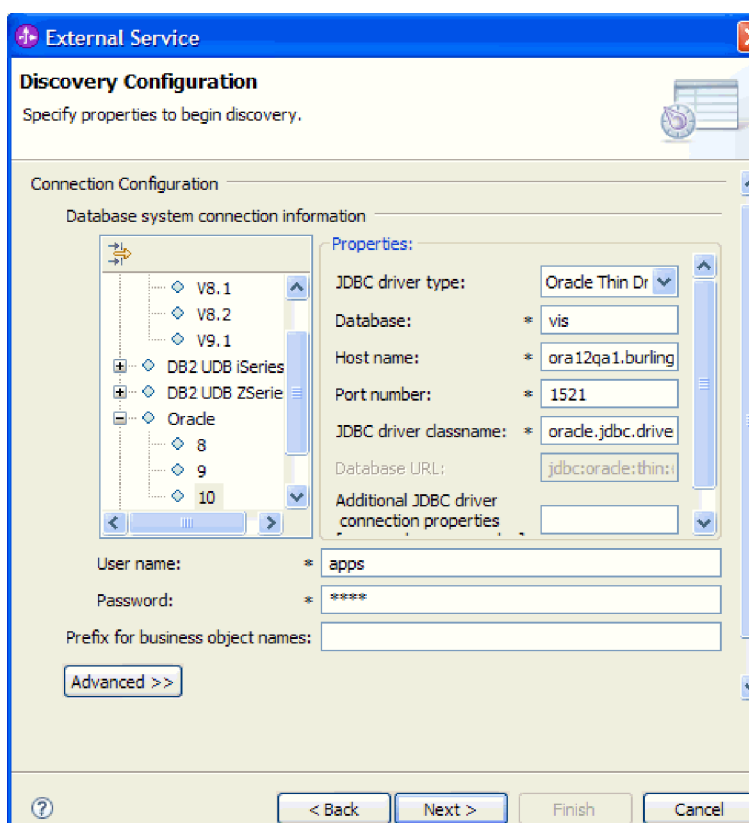 External Service
Discovery Configuration
Specify properties to begin discovery.
Connection Configuration
Database system connection information
V8.1
V8.2
V9.1
DB2 UDB iSeries
DB2 UDB ZSerie
Oracle
8
9
10
Properties:
JDBC driver type: Oracle Thin Dr
Database: * vis
Host name: * ora12qa1.burling
Port number: * 1521
JDBC driver classname: * oracle.jdbc.drive
Database URL: jdbc:oracle:thin:
Additional JDBC driver
connection properties
User name: * apps
Password: * ****
Prefix for business object names:
Advanced >>
< Back Next > Finish Cancel